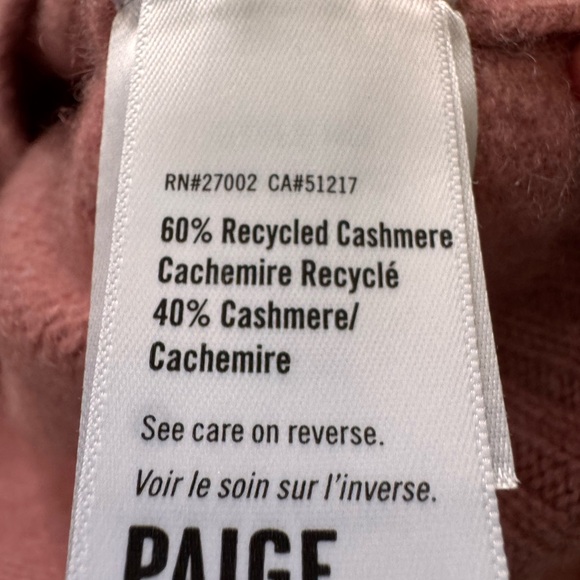 RN#27002 CA#51217
60% Recycled Cashmere
Cachemire Recyclé
40% Cashmere/
Cachemire
See care on reverse.
Voir le soin sur l'inverse.
PAIGE